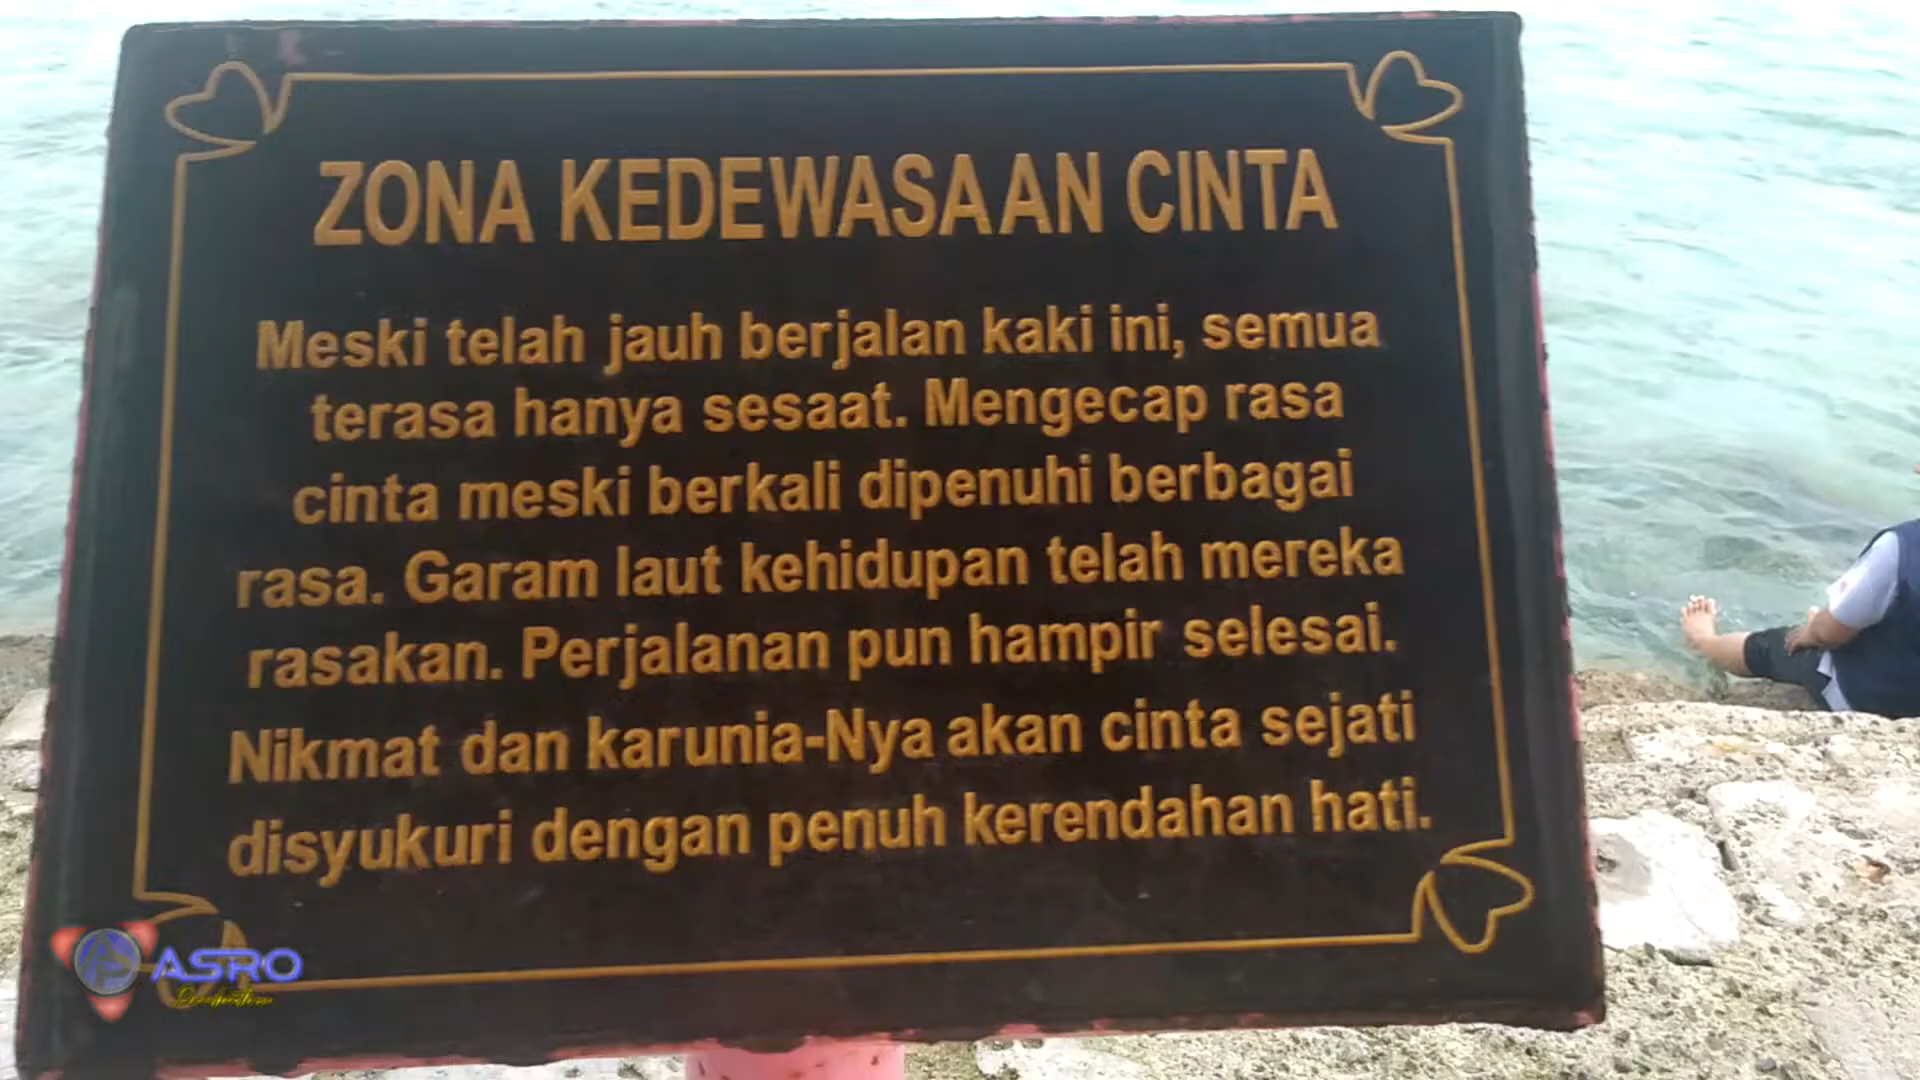 ZONA KEDEWASAAN CINTA
Meski telah jauh berjalan kaki ini, semua
terasa hanya sesaat. Mengecap rasa
cinta meski berkali dipenuhi berbagai
rasa. Garam laut kehidupan telah mereka
rasakan. Perjalanan pun hampir selesai.
Nikmat dan karunia-Nya akan cinta sejati
disyukuri dengan penuh kerendahan hati.
ASRO